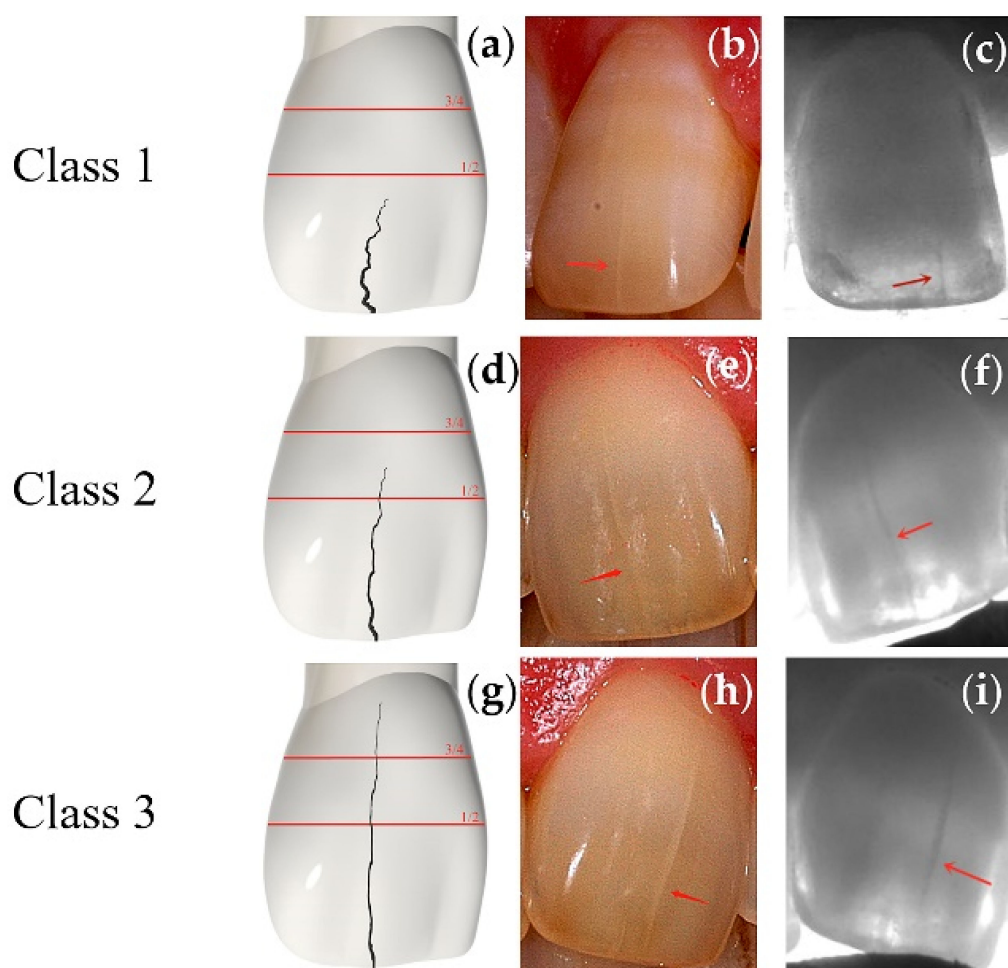 (a)
(b)
(c)
3/4
Class 1
1/2
(d)
(e)
(f)
3/4
Class 2
1/2
(g)
(h)
(i)
3/4
Class 3
1/2